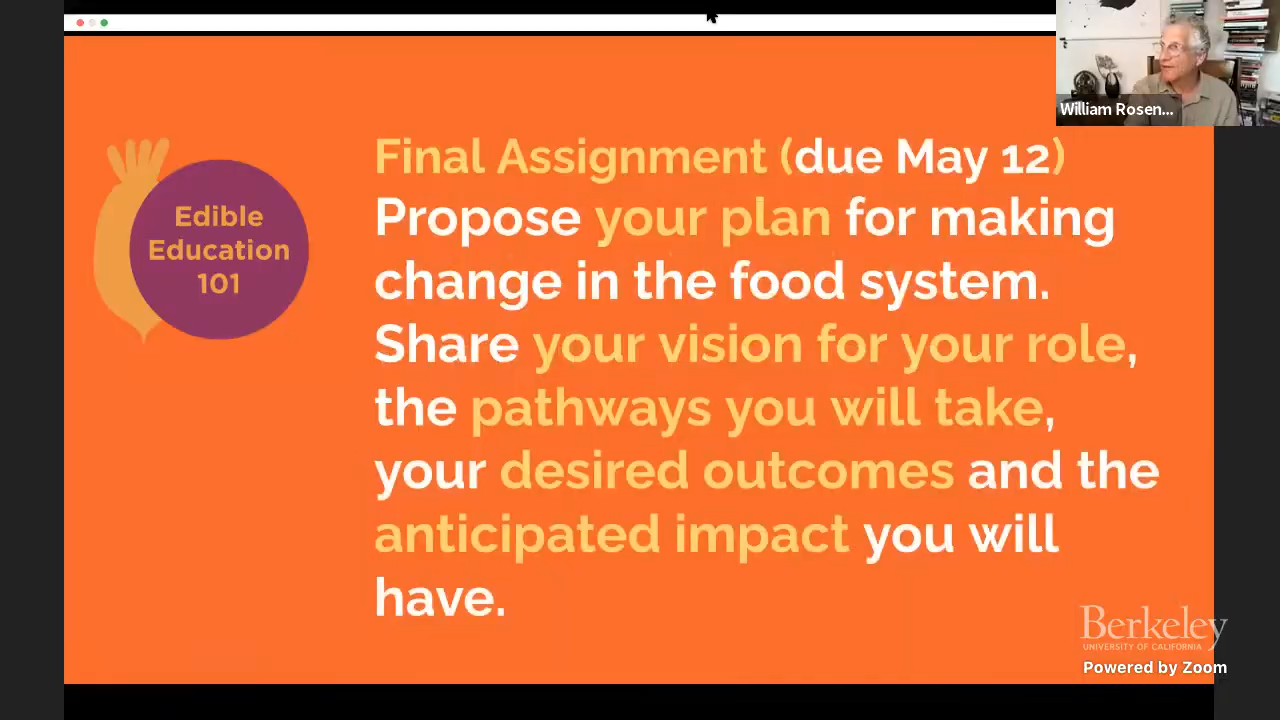 William Rosen...
Edible
Education
101
Final Assignment (due May 12)
Propose your plan for making
change in the food system.
Share your vision for your role,
the pathways you will take,
your desired outcomes and the
anticipated impact you will
have.
Berkeley
UNIVERSITY OF CALIFORNIA
Powered by Zoom